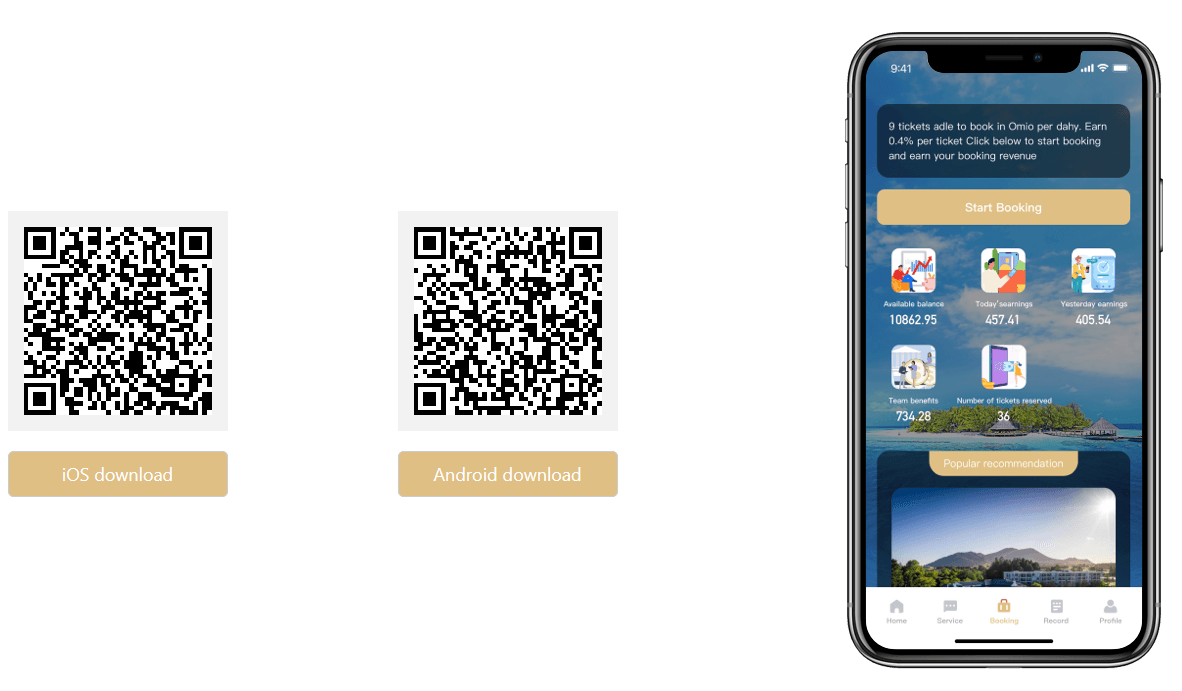 iOS download
Android download
9:41
9 tickets adle to book in Omio per dahy. Earn
0.4% per ticket Click below to start booking
and earn your booking revenue
Start Booking
Available balance
10862.95
Today'searnings
457.41
Yesterday earnings
405.54
Team benefits
734.28
Number of tickets reserved
36
Popular recommendation
Home
Service
Booking
Record
Profile